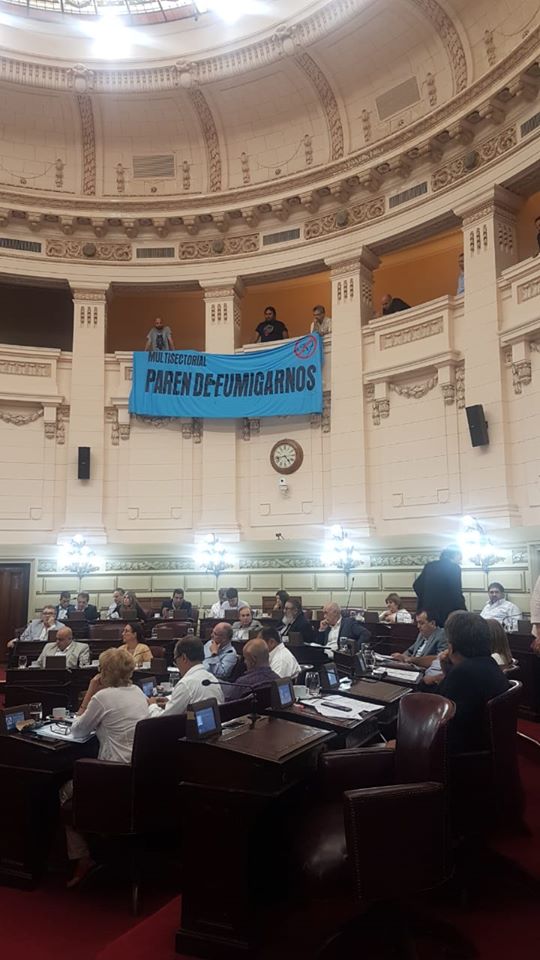 MULTISECTORIAL
PAREN DE FUMIGARNOS